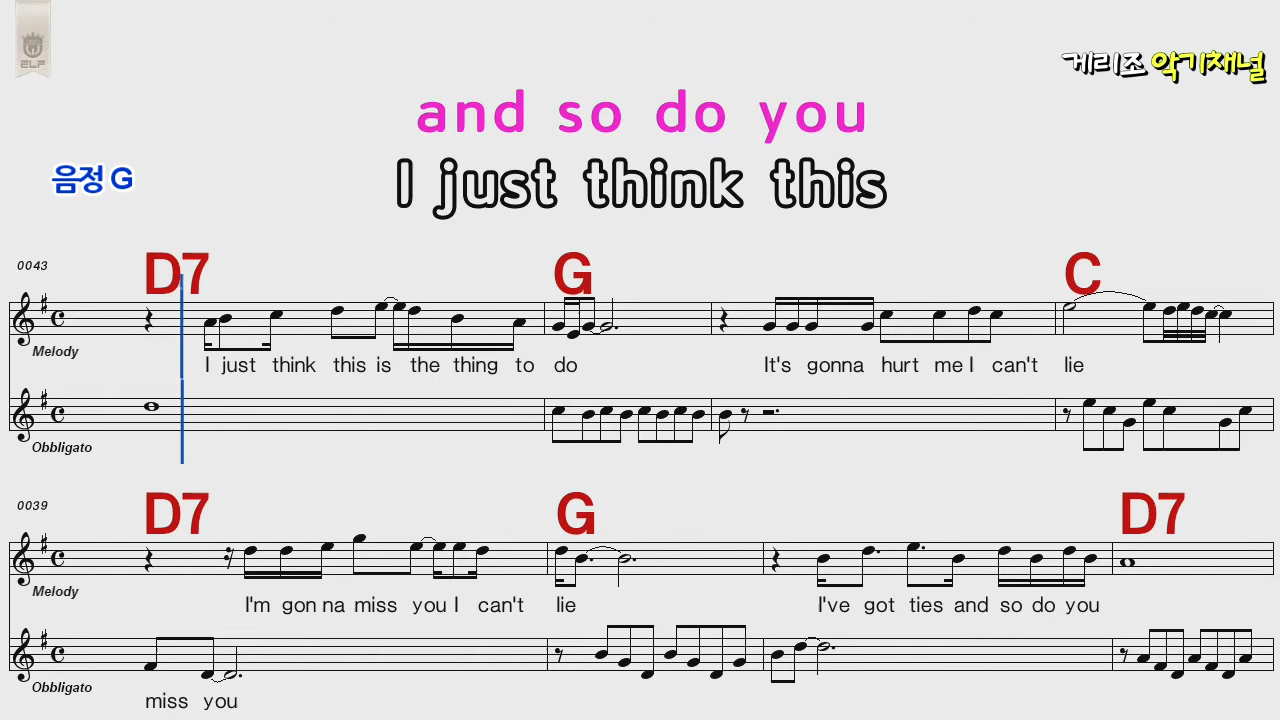 ELF
게리조 악기채널
and so do you
음정 G
I just think this
0043
D7 G C
Melody
I just think this is the thing to do It's gonna hurt me I can't lie
Obbligato
0039
D7 G D7
Melody
I'm gon na miss you I can't lie I've got ties and so do you
Obbligato
miss you